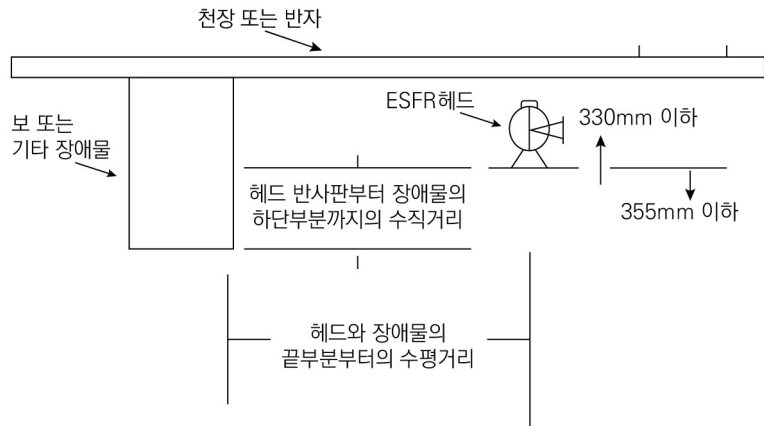 천장 또는 반자
ESFR헤드
330mm 이하
보 또는
기타 장애물
헤드 반사판부터 장애물의
하단부분까지의 수직거리
355mm 이하
헤드와 장애물의
끝부분부터의 수평거리